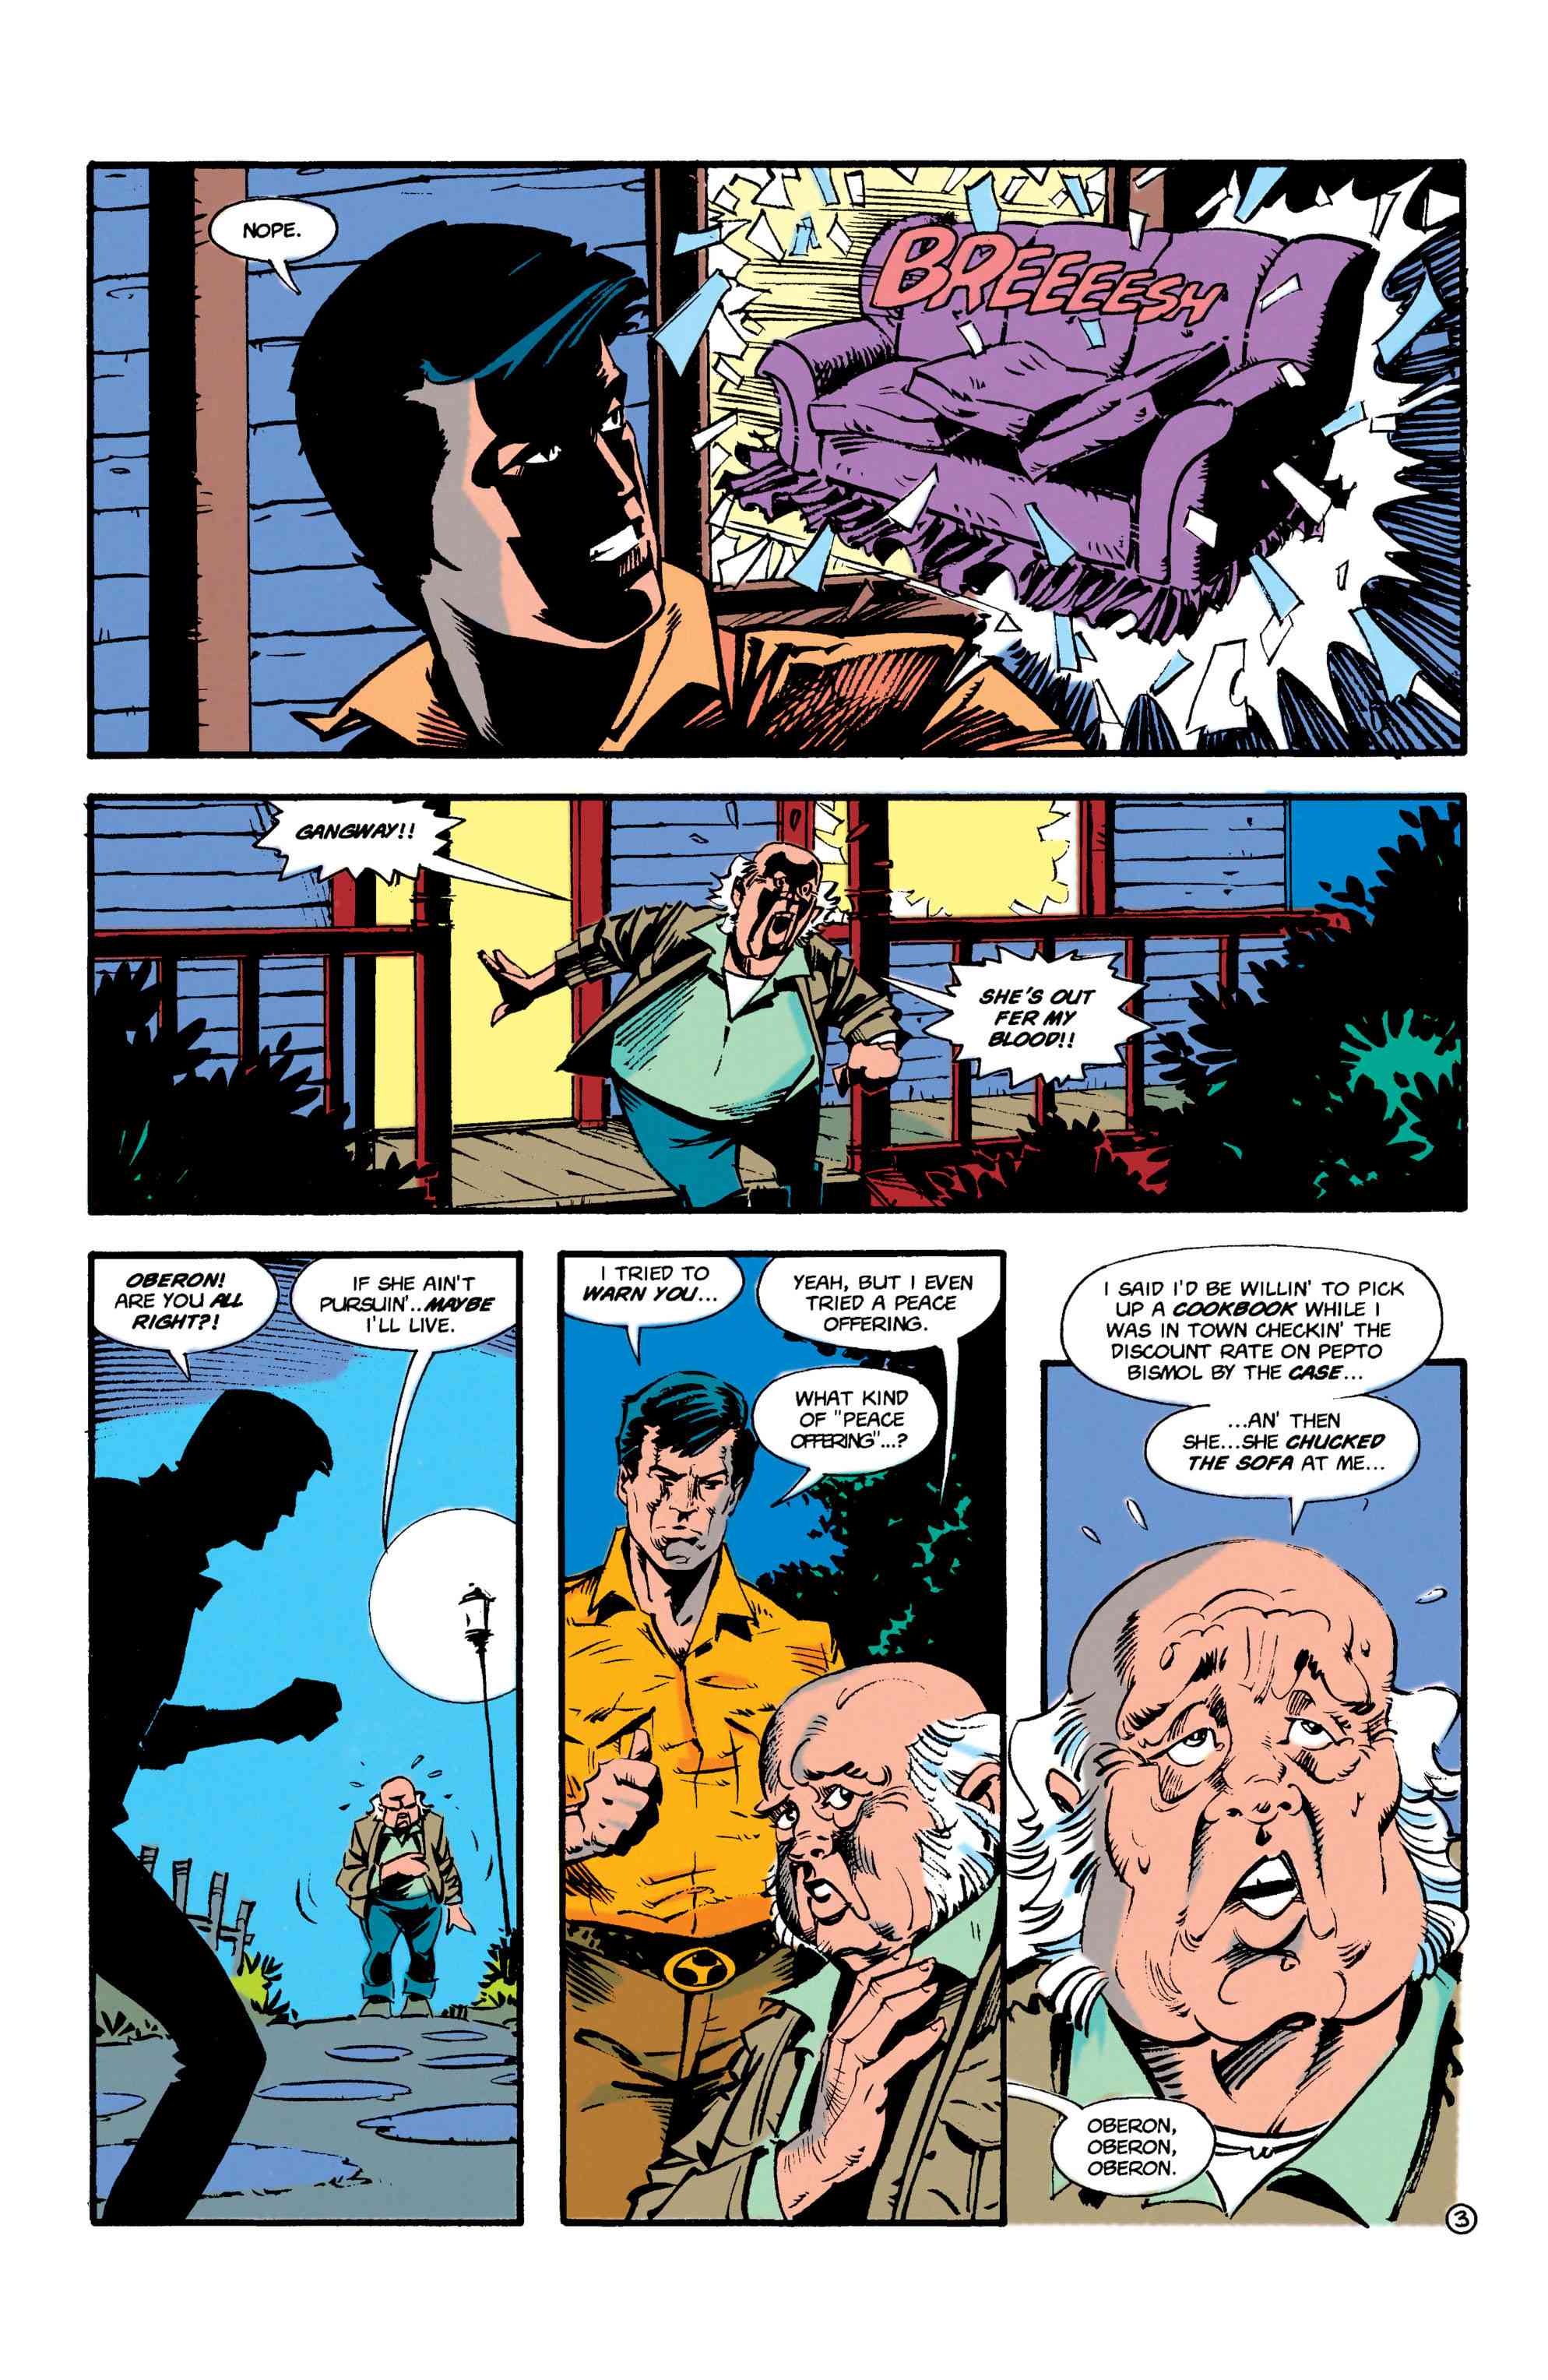 NOPE.
BREEEESH
GANGWAY!!
SHE'S OUT
FER MY
BLOOD!!
OBERON!
ARE YOU ALL
RIGHT?!
IF SHE AIN'T
PURSUIN'...MAYBE
I'LL LIVE.
I TRIED TO
WARN YOU...
YEAH, BUT I EVEN
TRIED A PEACE
OFFERING.
WHAT KIND
OF "PEACE
OFFERING"...?
I SAID I'D BE WILLIN' TO PICK
UP A COOKBOOK WHILE I
WAS IN TOWN CHECKIN' THE
DISCOUNT RATE ON PEPTO
BISMOL BY THE CASE...
...AN' THEN
SHE...SHE CHUCKED
THE SOFA AT ME...
OBERON,
OBERON,
OBERON.
3